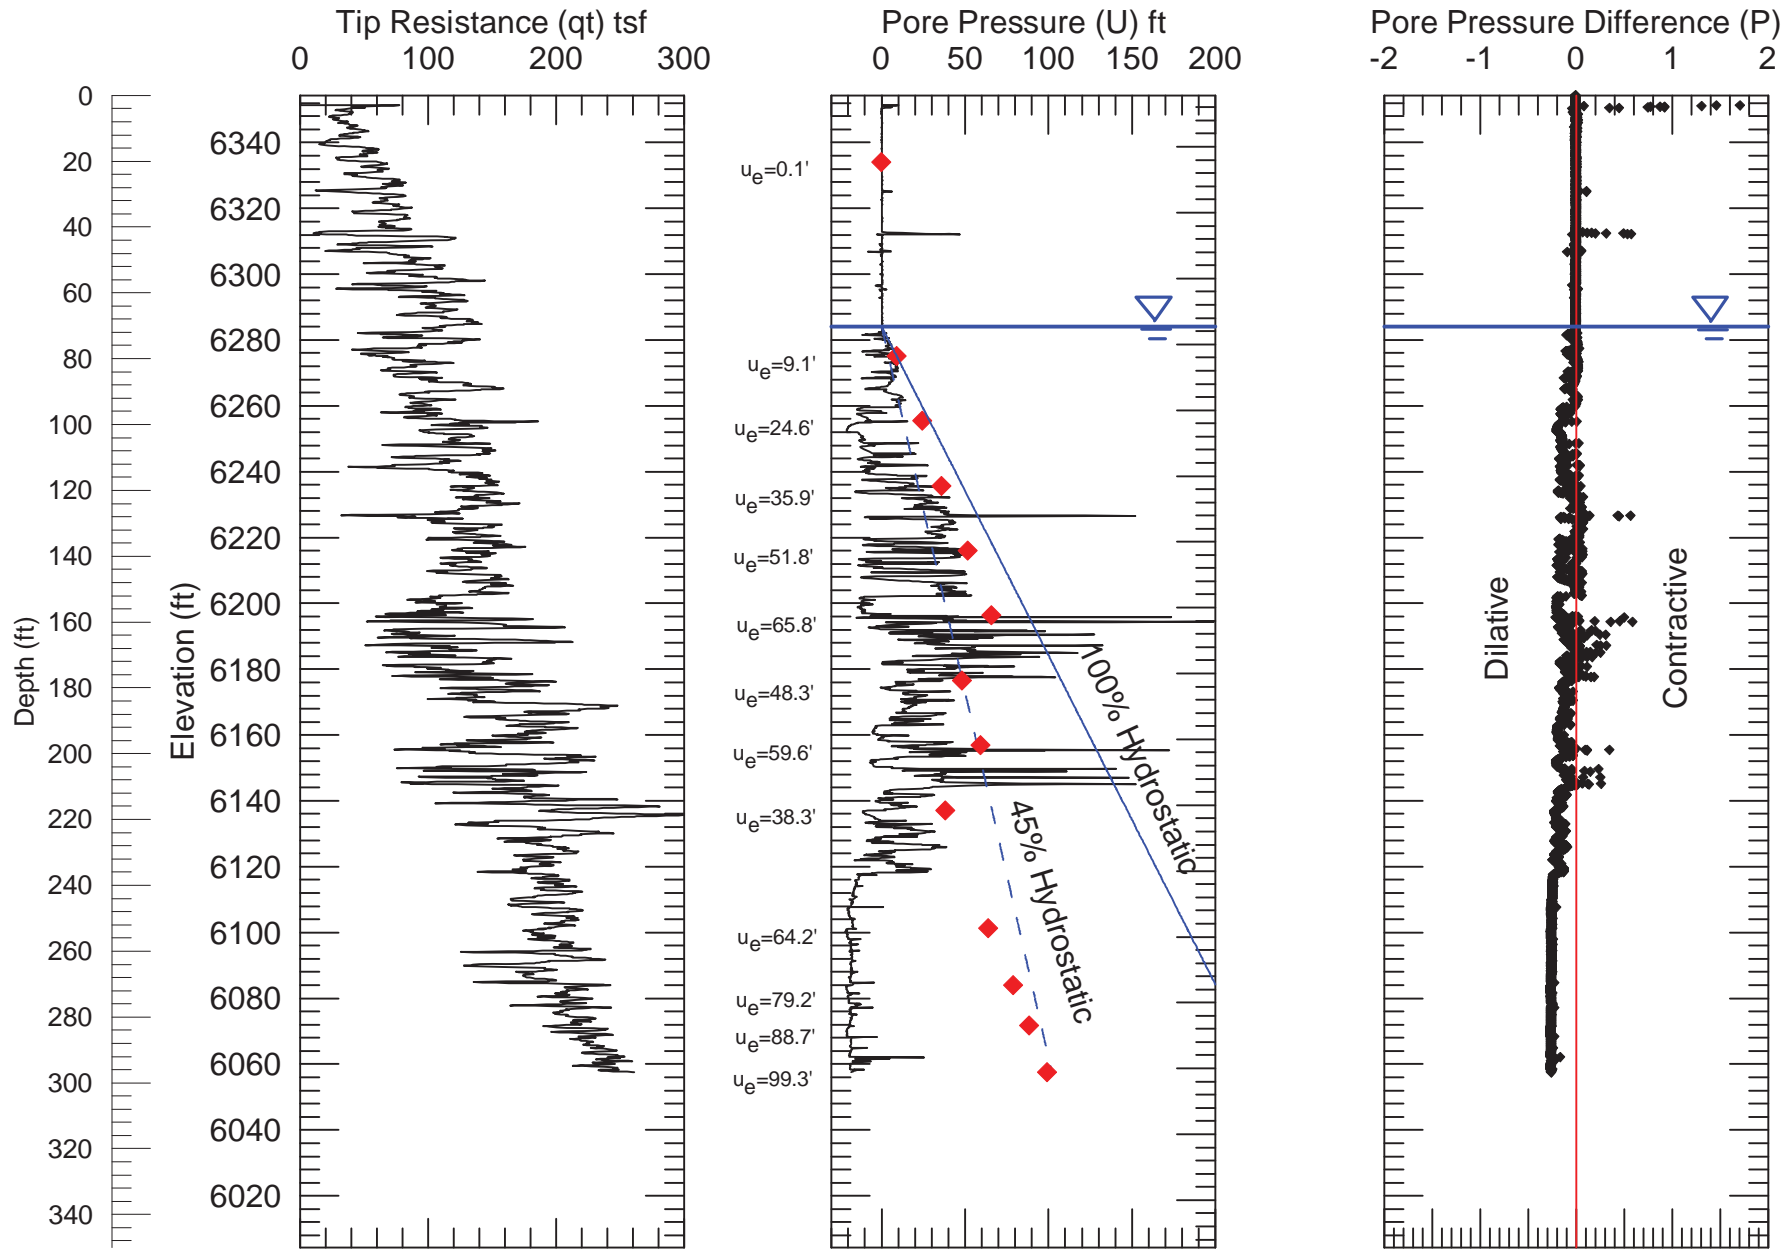 Tip Resistance (qt) tsf
Pore Pressure (U) ft
Pore Pressure Difference (P)
0 100 200 300
0 50 100 150 200
-2 -1 0 1 2
Depth (ft)
0
20
40
60
80
100
120
140
160
180
200
220
240
260
280
300
320
340
Elevation (ft)
6340
6320
6300
6280
6260
6240
6220
6200
6180
6160
6140
6120
6100
6080
6060
6040
6020
ue=0.1'
ue=9.1'
ue=24.6'
ue=35.9'
ue=51.8'
ue=65.8'
ue=48.3'
ue=59.6'
ue=38.3'
ue=64.2'
ue=79.2'
ue=88.7'
ue=99.3'
100% Hydrostatic
45% Hydrostatic
Dilative
Contractive